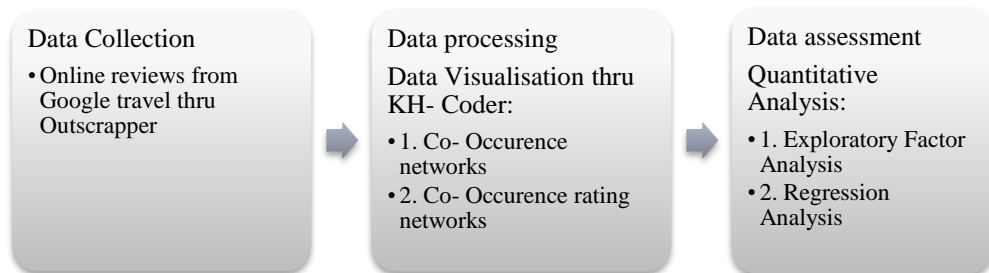 Data Collection
• Online reviews from
Google travel thru
Outscrapper
Data processing
Data Visualisation thru
KH- Coder:
• 1. Co- Occurence
networks
• 2. Co- Occurence rating
networks
Data assessment
Quantitative
Analysis:
• 1. Exploratory Factor
Analysis
• 2. Regression
Analysis